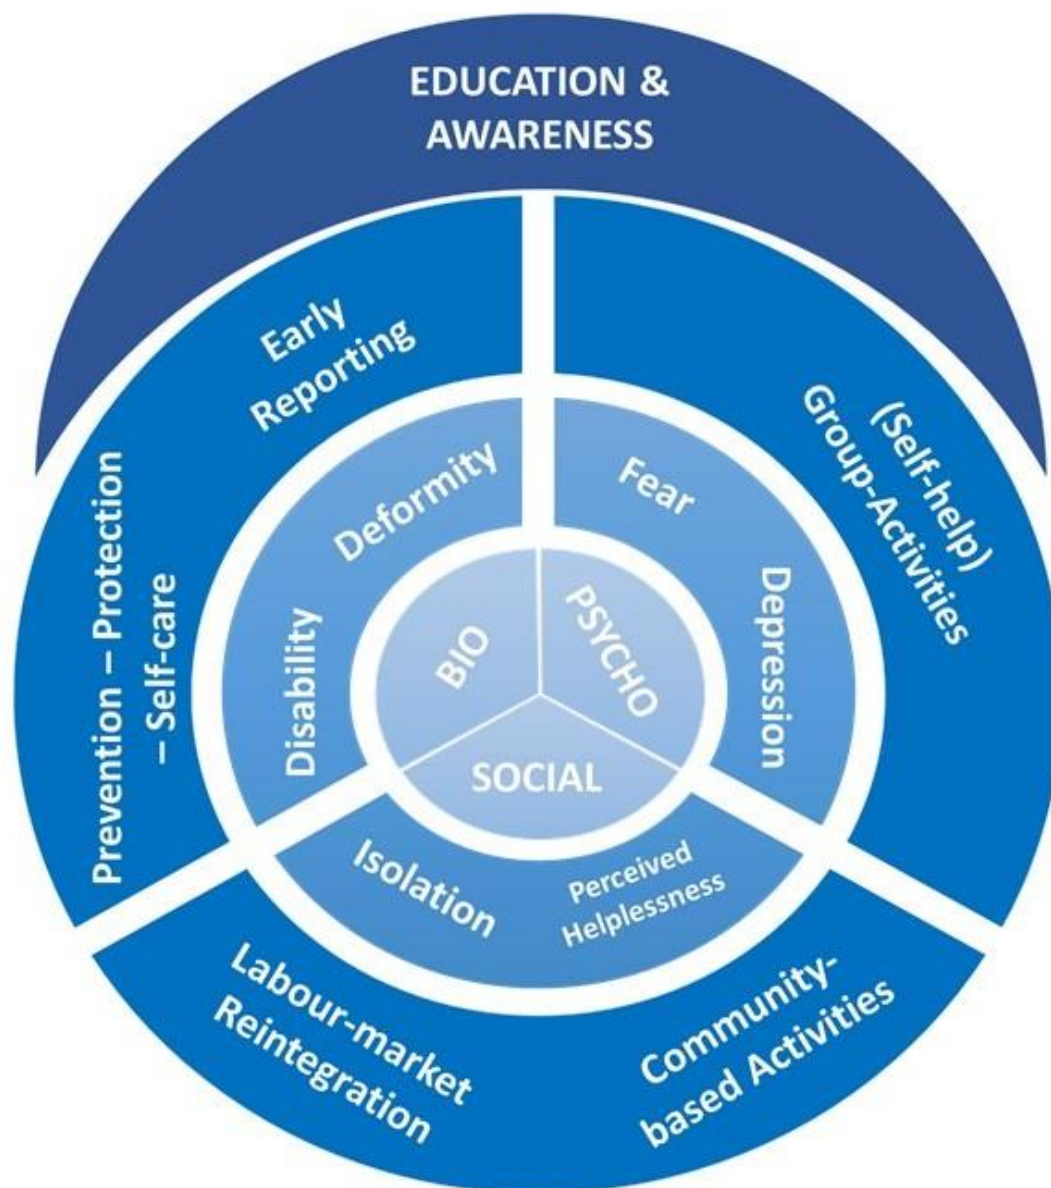 EDUCATION &
AWARENESS
Early
Reporting
Prevention – Protection
– Self-care
(Self-help)
Group-Activities
Deformity
Disability
Fear
Depression
BIO
PSYCHO
SOCIAL
Isolation
Perceived
Helplessness
Labour-market
Reintegration
Community-
based Activities